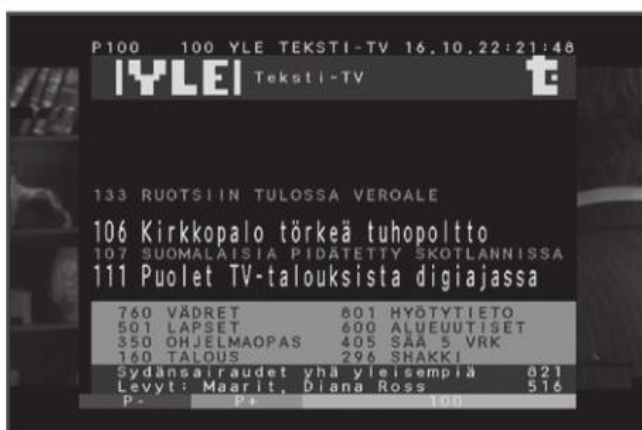 P100 100 YLE TEKSTI-TV 16.10.22:21:48
YLE Teksti-TV t
133 RUOTSIIN TULOSSA VEROALE
106 Kirkkopalo törkeä tuhopoltto
107 SUOMALAISIA PIDÄTETTY SKOTLANNISSA
111 Puolet TV-talouksista digiajassa
760 VÄDRET 801 HYÖTYTIETO
501 LAPSET 600 ALUEUUTISET
350 OHJELMAOPAS 405 SÄÄ 5 VRK
160 TALOUS 296 SHAKKI
Sydänsairaudet yhä yleisempiä 821
Levyt: Maarit, Diana Ross 516
P- P+ 100